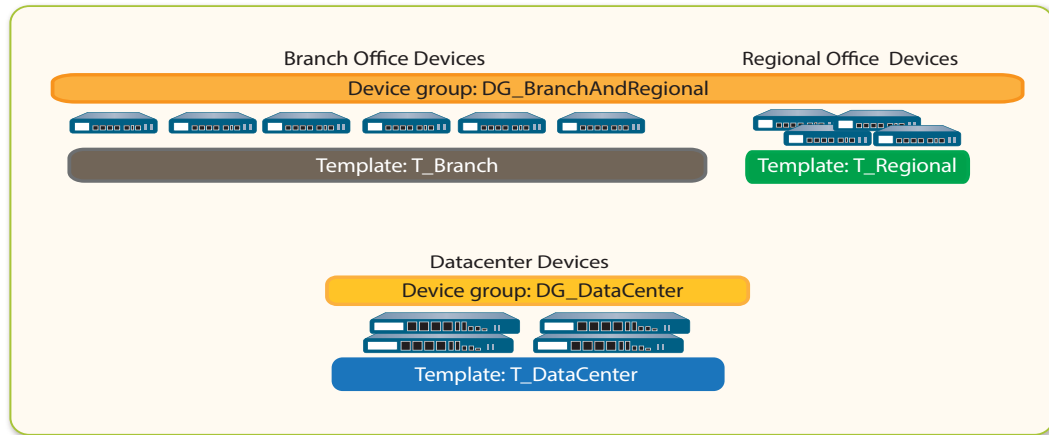 Branch Office Devices
Regional Office Devices
Device group: DG_BranchAndRegional
Template: T_Branch
Template: T_Regional
Datacenter Devices
Device group: DG_DataCenter
Template: T_DataCenter